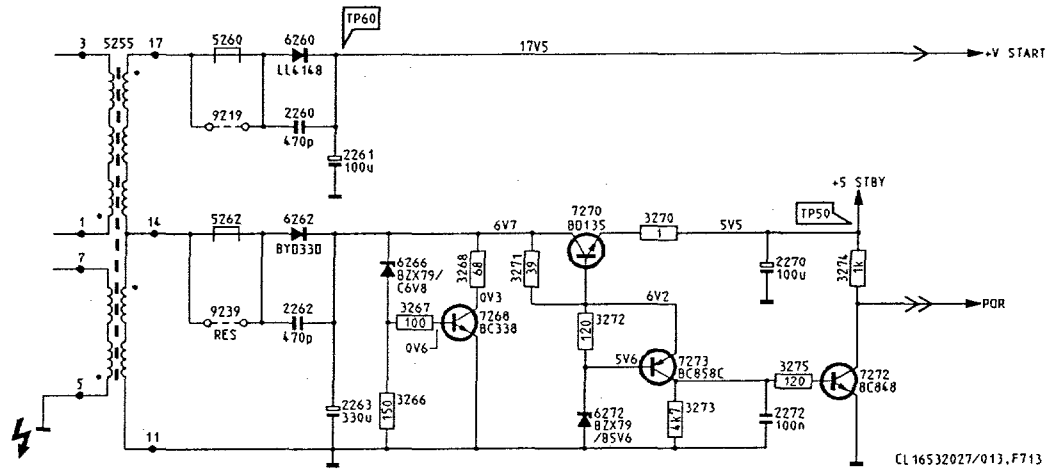 TP60
3
5255
17
5260
6260
17V5
+V START
LL4148
9219
2260
470p
2261
100u
+5 STBY
1
14
5262
6262
6V7
7270
BD135
3270
1
5V5
TP50
BYD33D
7
6266
BZX79/
C6V8
3268
68
3271
39
2270
100u
3274
1k
0V3
6V2
3267
100
7268
BC338
3272
120
POR
9239
RES
2262
470p
0V6
5V6
7273
BC858C
3275
120
7272
BC848
5
2263
330u
3266
150
6272
BZX79
/B5V6
3273
4k7
2272
100n
11
CL16532027/013.F713